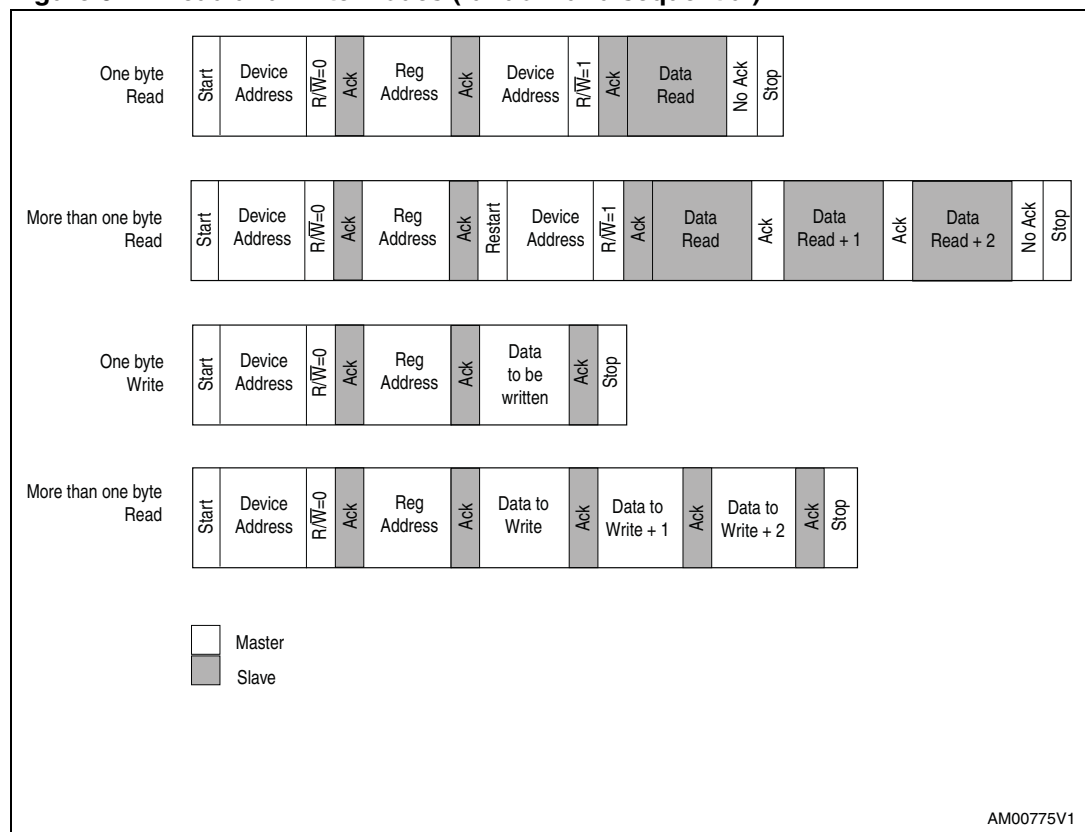 Figure modes (random and sequential)
One byte
Read
Start
Device
Address
R/W̅=0
Ack
Reg
Address
Ack
Device
Address
R/W̅=1
Ack
Data
Read
No Ack
Stop
More than one byte
Read
Start
Device
Address
R/W̅=0
Ack
Reg
Address
Ack
Restart
Device
Address
R/W̅=1
Ack
Data
Read
Ack
Data
Read + 1
Ack
Data
Read + 2
No Ack
Stop
One byte
Write
Start
Device
Address
R/W̅=0
Ack
Reg
Address
Ack
Data
to be
written
Ack
Stop
More than one byte
Read
Start
Device
Address
R/W̅=0
Ack
Reg
Address
Ack
Data to
Write
Ack
Data to
Write + 1
Ack
Data to
Write + 2
Ack
Stop
Master
Slave
AM00775V1